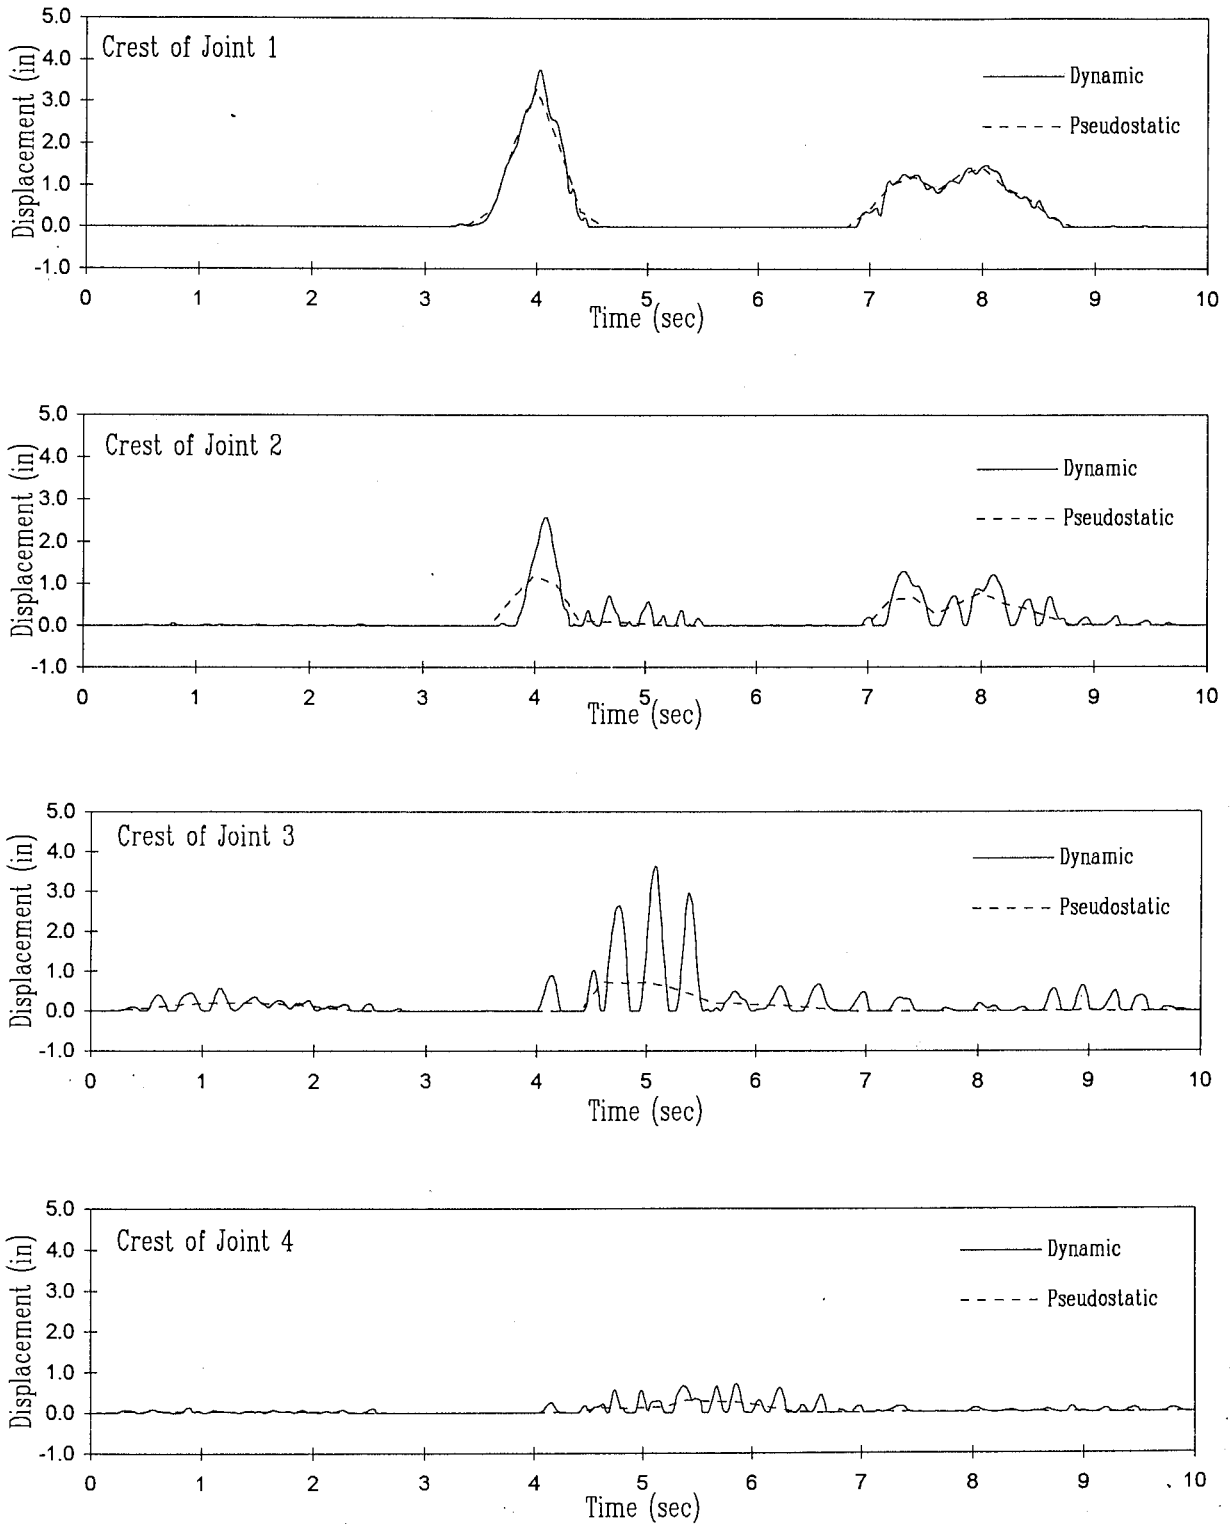 5.0
Crest of Joint 1
4.0
Dynamic
3.0
Pseudostatic
2.0
1.0
0.0
-1.0
Displacement (in)
0 1 2 3 4 5 6 7 8 9 10
Time (sec)
5.0
Crest of Joint 2
4.0
Dynamic
3.0
Pseudostatic
2.0
1.0
0.0
-1.0
Displacement (in)
0 1 2 3 4 5 6 7 8 9 10
Time (sec)
5.0
Crest of Joint 3
4.0
Dynamic
3.0
Pseudostatic
2.0
1.0
0.0
-1.0
Displacement (in)
0 1 2 3 4 5 6 7 8 9 10
Time (sec)
5.0
Crest of Joint 4
4.0
Dynamic
3.0
Pseudostatic
2.0
1.0
0.0
-1.0
Displacement (in)
0 1 2 3 4 5 6 7 8 9 10
Time (sec)